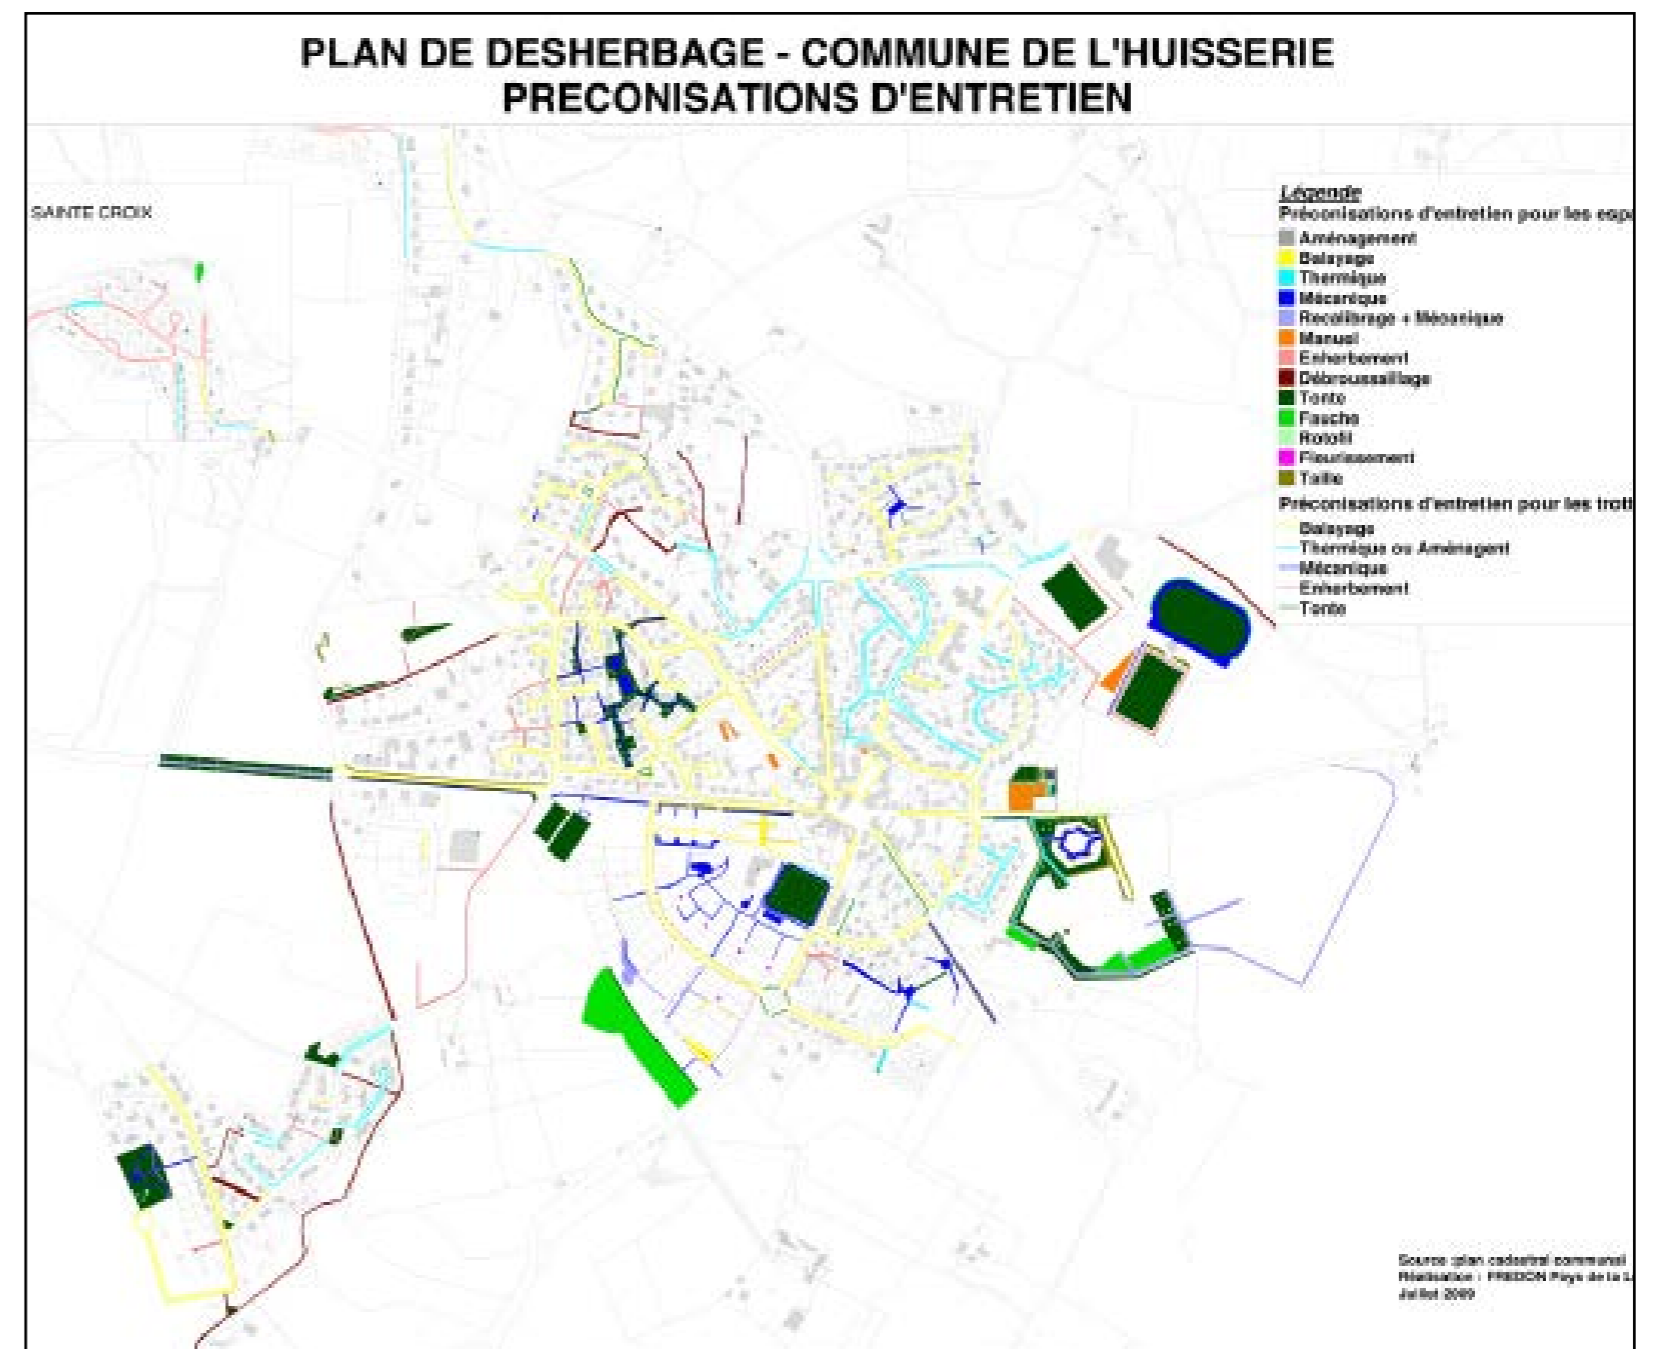 PLAN DE DESHERBAGE - COMMUNE DE L'HUISSERIE
PRECONISATIONS D'ENTRETIEN
SAINTE CROIX
Légende
Préconisations d'entretien pour les espa
Aménagement
Balayage
Thermique
Mécanique
Recalibrage + Mécanique
Manuel
Enherbement
Débroussaillage
Tonte
Fauche
Rotofil
Fleurissement
Taille
Préconisations d'entretien pour les trott
Balayage
Thermique ou Aménagent
Mécanique
Enherbement
Tonte
Source :plan cadastral communal
Réalisation : FREDON Pays de la L
Juillet 2009